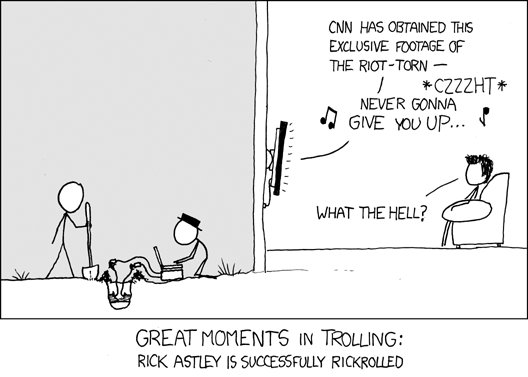 CNN HAS OBTAINED THIS
EXCLUSIVE FOOTAGE OF
THE RIOT-TORN —
*CZZZHT*
NEVER GONNA
GIVE YOU UP...
WHAT THE HELL?
GREAT MOMENTS IN TROLLING:
RICK ASTLEY IS SUCCESSFULLY RICKROLLED